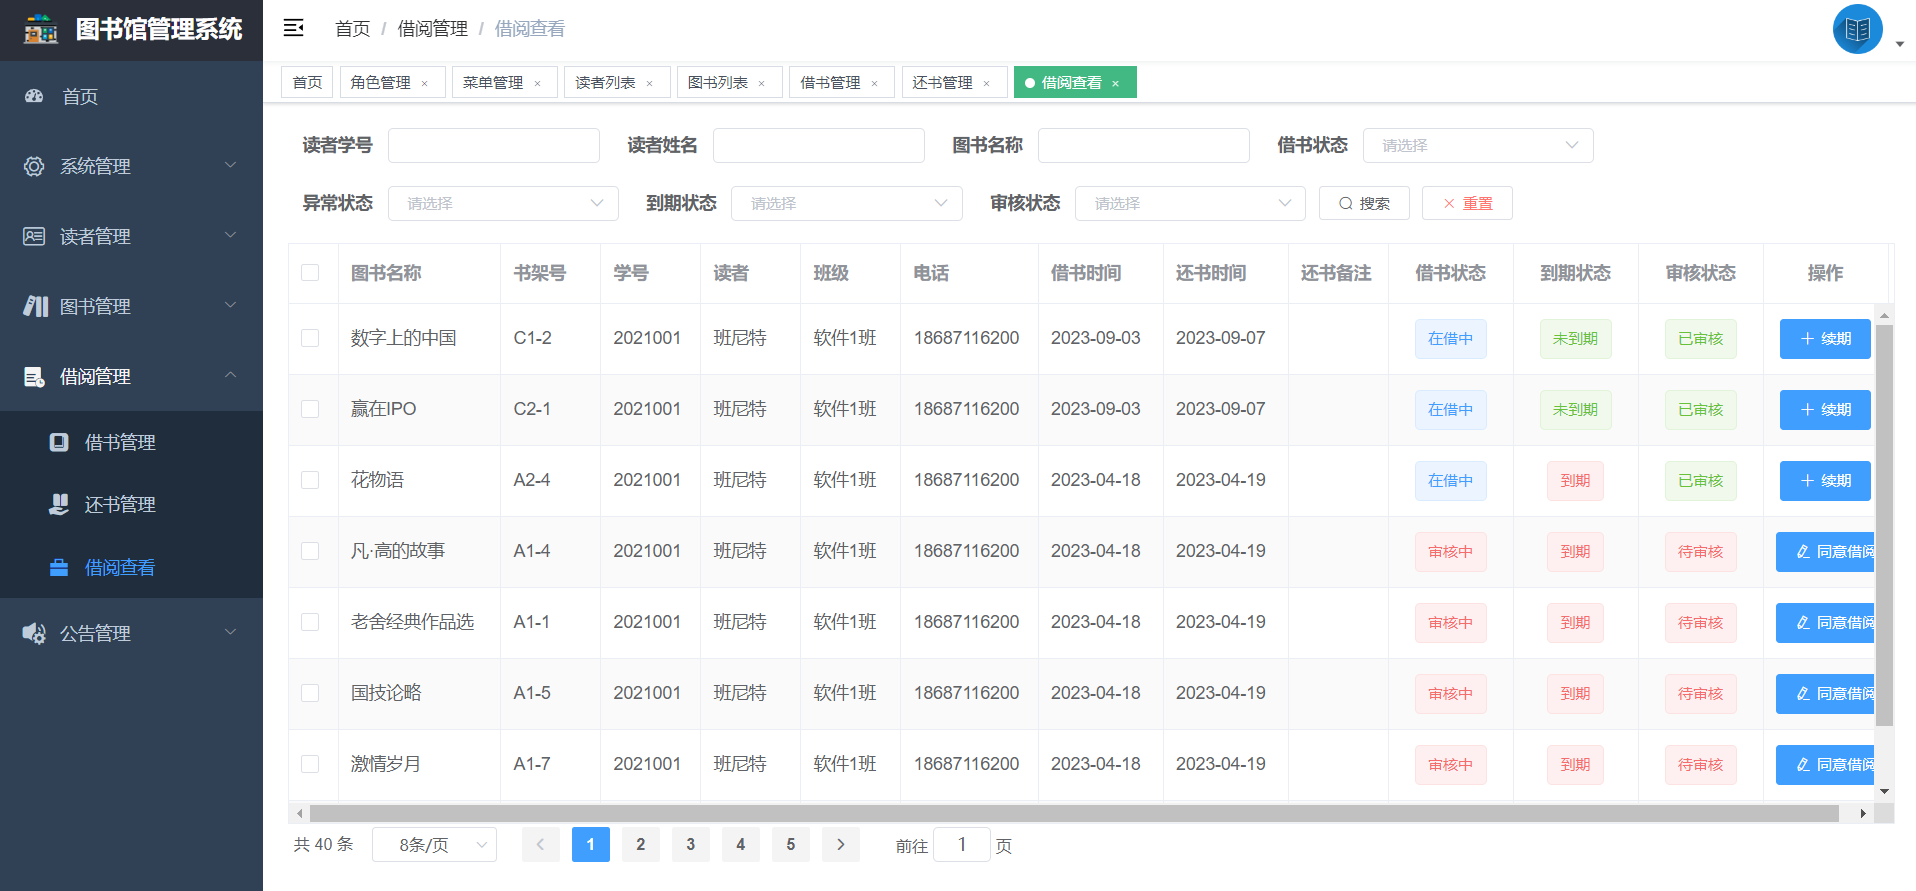 图书馆管理系统
首页 / 借阅管理 / 借阅查看
首页
系统管理
读者管理
图书管理
借阅管理
借书管理
还书管理
借阅查看
公告管理
首页 角色管理 × 菜单管理 × 读者列表 × 图书列表 × 借书管理 × 还书管理 × 借阅查看 ×
读者学号 读者姓名 图书名称 借书状态 请选择
异常状态 请选择 到期状态 请选择 审核状态 请选择 搜索 重置
图书名称 书架号 学号 读者 班级 电话 借书时间 还书时间 还书备注 借书状态 到期状态 审核状态 操作
数字上的中国 C1-2 2021001 班尼特 软件1班 18687116200 2023-09-03 2023-09-07 在借中 未到期 已审核 续期
赢在IPO C2-1 2021001 班尼特 软件1班 18687116200 2023-09-03 2023-09-07 在借中 未到期 已审核 续期
花物语 A2-4 2021001 班尼特 软件1班 18687116200 2023-04-18 2023-04-19 在借中 到期 已审核 续期
凡·高的故事 A1-4 2021001 班尼特 软件1班 18687116200 2023-04-18 2023-04-19 审核中 到期 待审核 同意借阅
老舍经典作品选 A1-1 2021001 班尼特 软件1班 18687116200 2023-04-18 2023-04-19 审核中 到期 待审核 同意借阅
国技论略 A1-5 2021001 班尼特 软件1班 18687116200 2023-04-18 2023-04-19 审核中 到期 待审核 同意借阅
激情岁月 A1-7 2021001 班尼特 软件1班 18687116200 2023-04-18 2023-04-19 审核中 到期 待审核 同意借阅
共 40 条 8条/页 1 2 3 4 5 前往 1 页